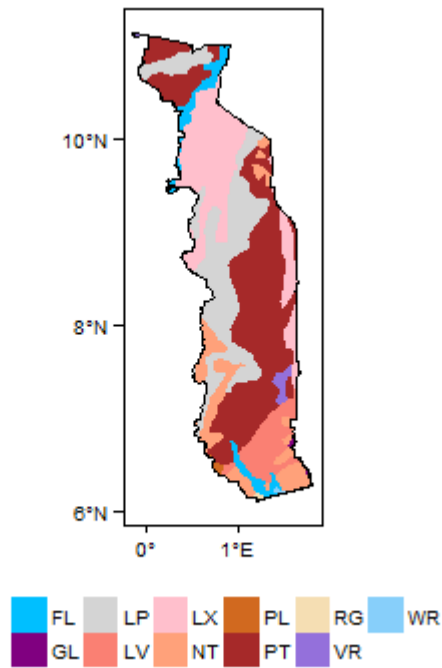 10°N
8°N
6°N
0° 1°E
FL LP LX PL RG WR
GL LV NT PT VR